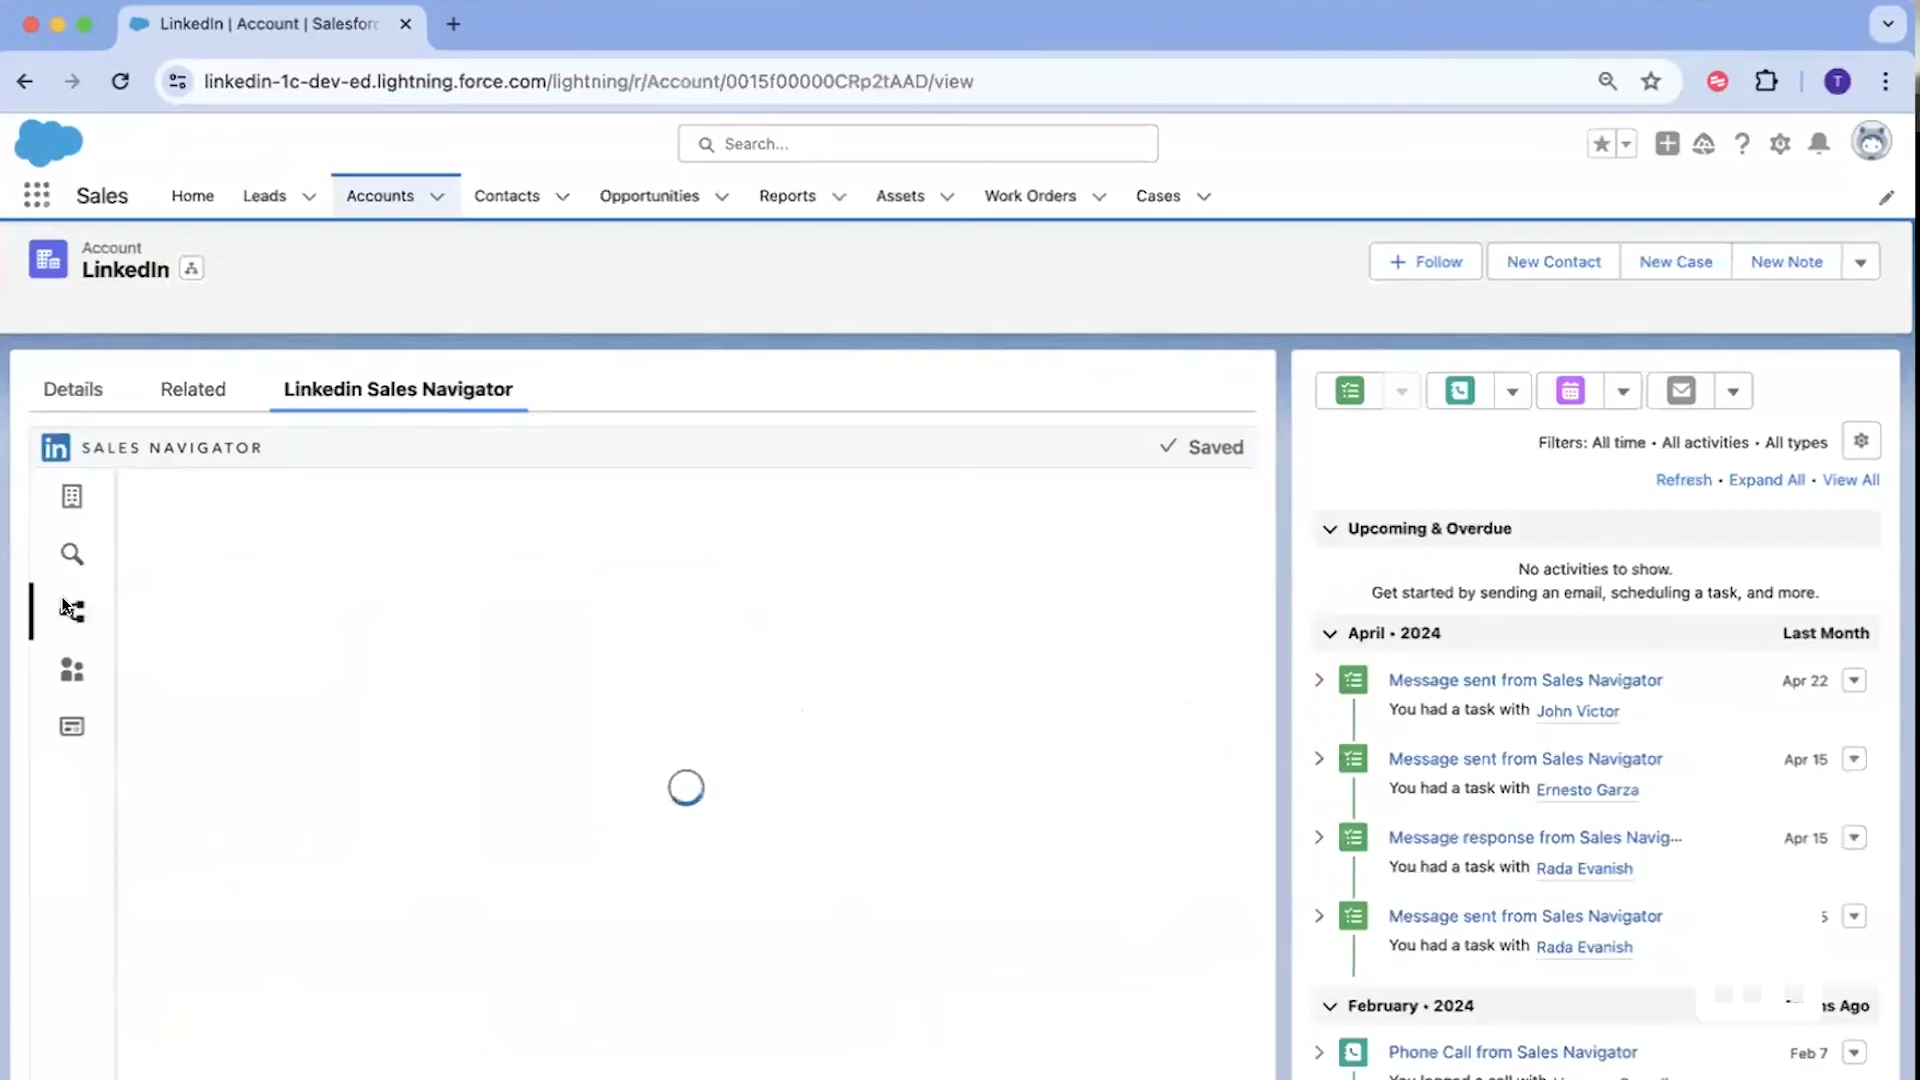 LinkedIn | Account | Salesforc
linkedin-1c-dev-ed.lightning.force.com/lightning/r/Account/0015f00000CRp2tAAD/view
T
Search...
Sales
Home
Leads
Accounts
Contacts
Opportunities
Reports
Assets
Work Orders
Cases
Account
LinkedIn
Follow
New Contact
New Case
New Note
Details
Related
Linkedin Sales Navigator
in SALES NAVIGATOR
Saved
Filters: All time • All activities • All types
Refresh • Expand All • View All
Upcoming & Overdue
No activities to show.
Get started by sending an email, scheduling a task, and more.
April • 2024 Last Month
Message sent from Sales Navigator Apr 22
You had a task with John Victor
Message sent from Sales Navigator Apr 15
You had a task with Ernesto Garza
Message response from Sales Navig... Apr 15
You had a task with Rada Evanish
Message sent from Sales Navigator 5
You had a task with Rada Evanish
February • 2024 Ago
Phone Call from Sales Navigator Feb 7
You logged a call with